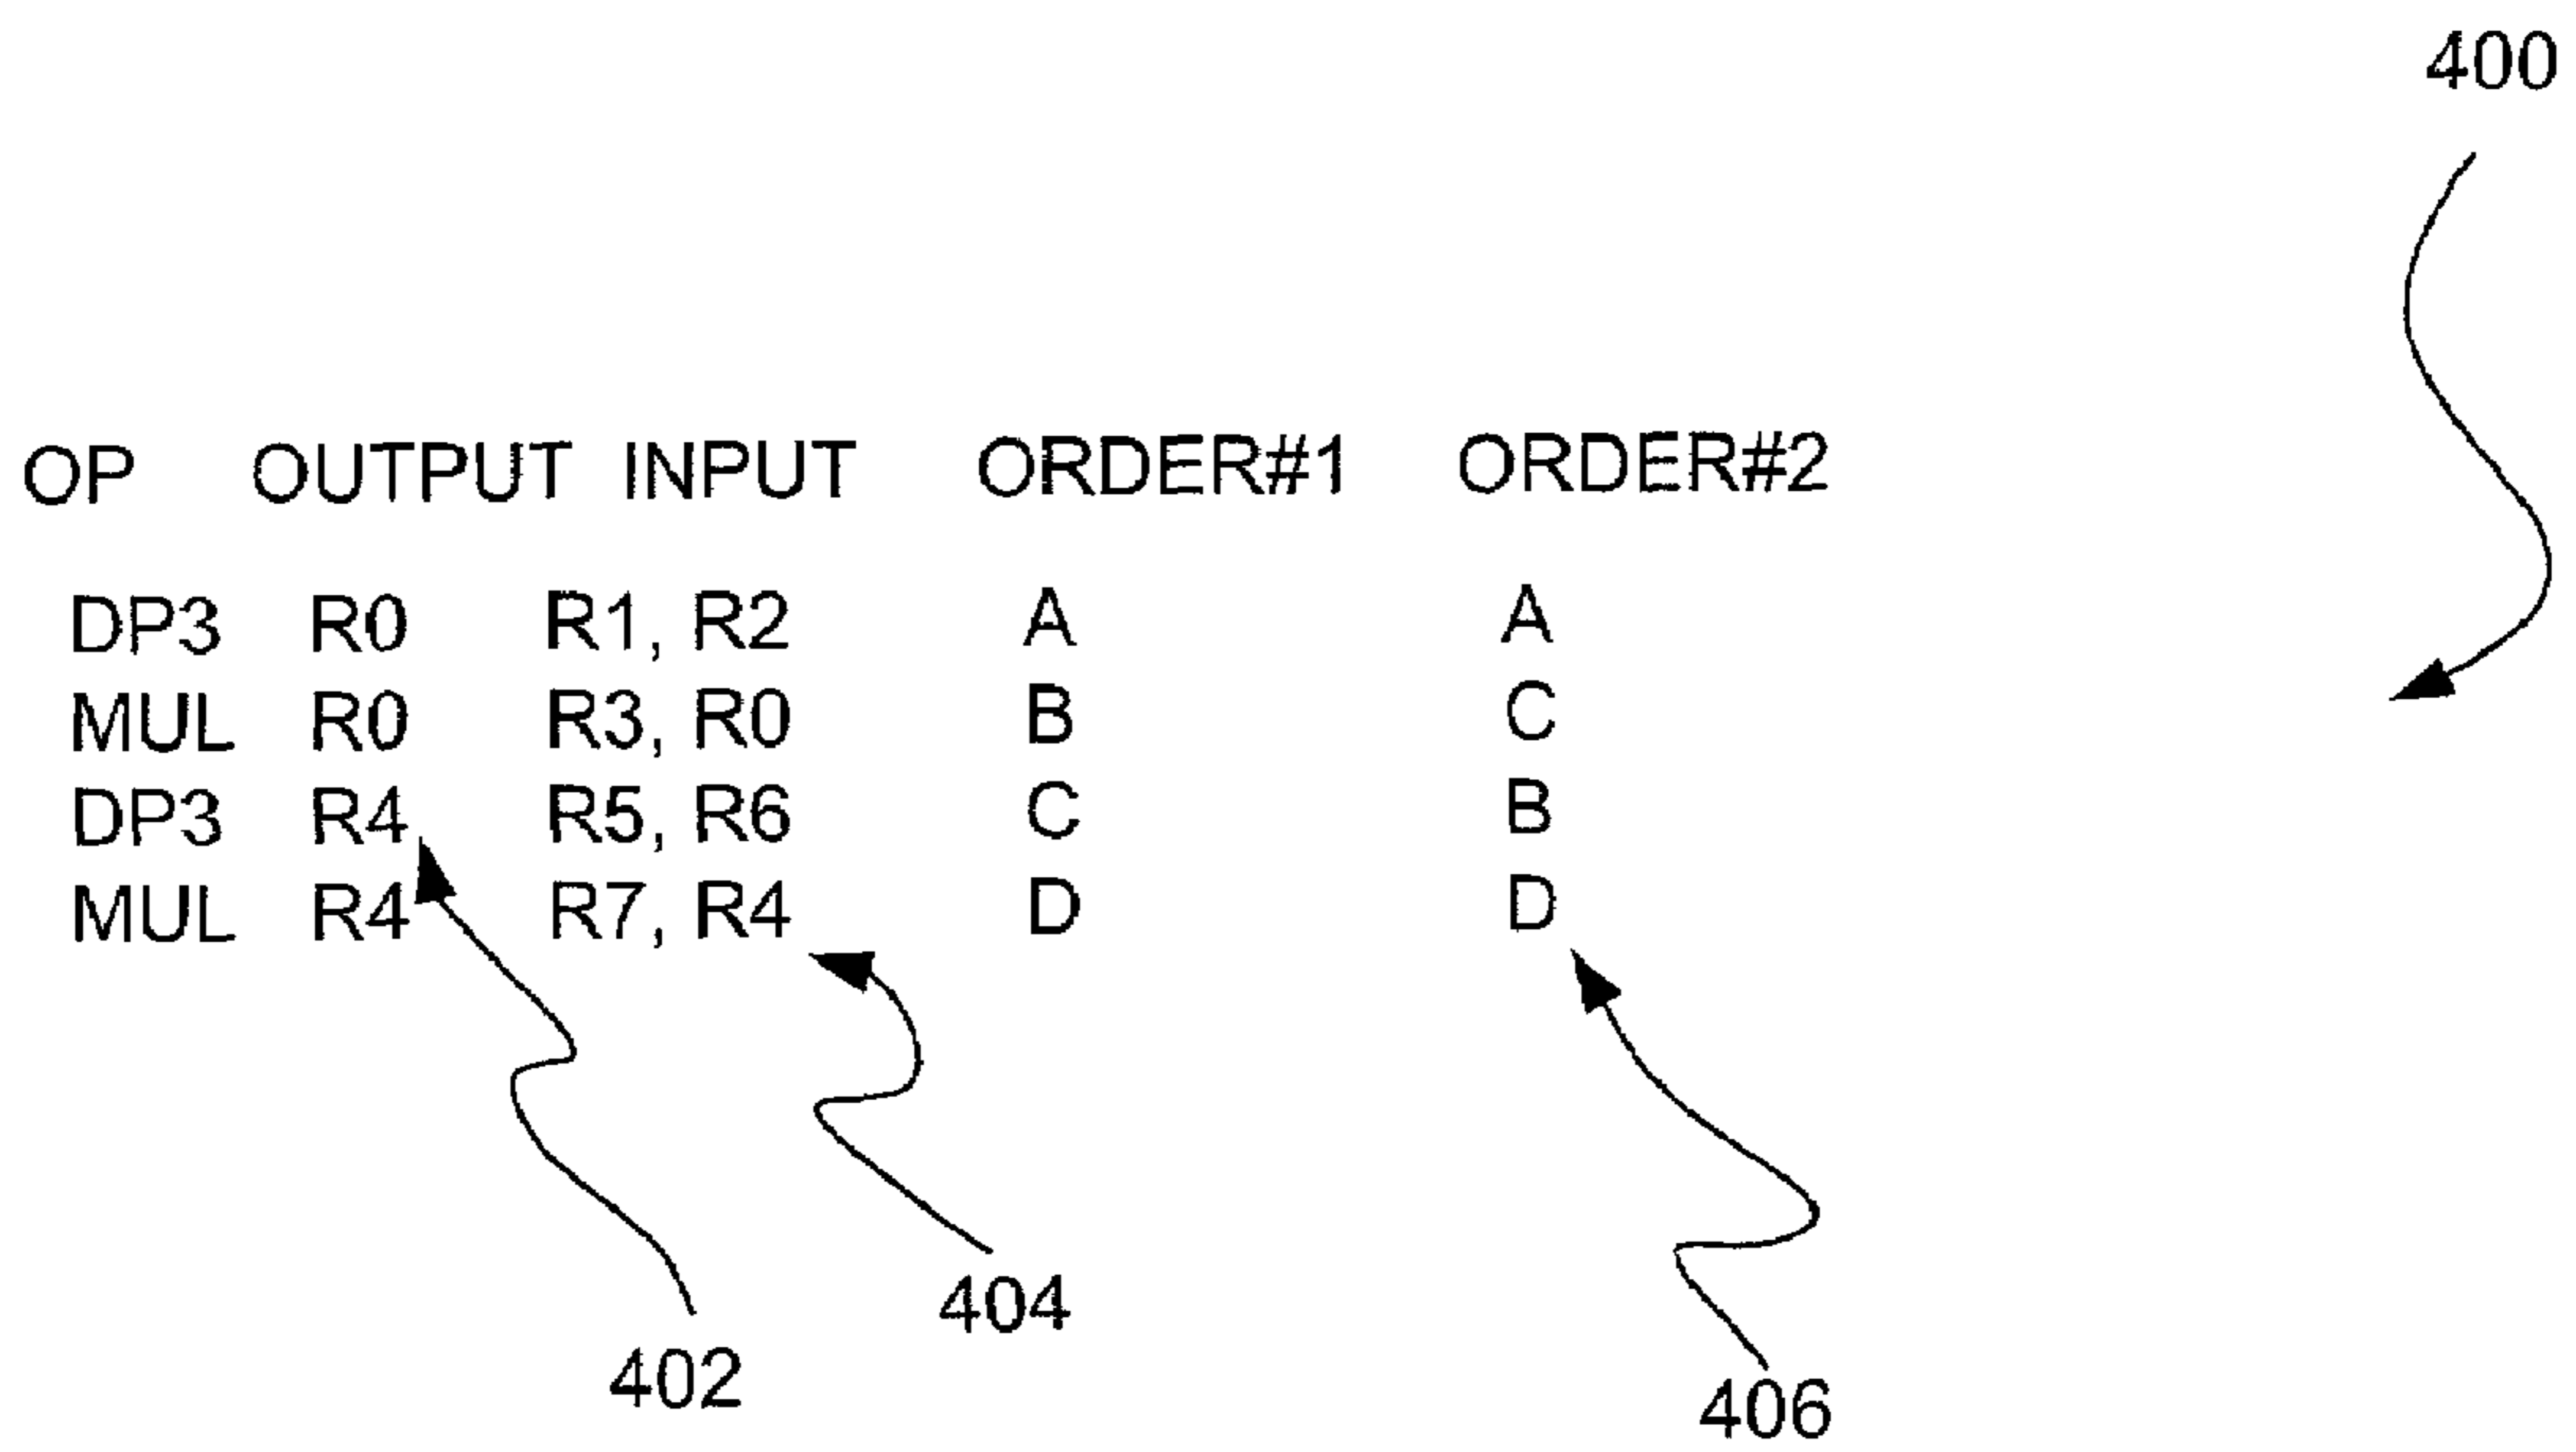 400
OP OUTPUT INPUT ORDER#1 ORDER#2
DP3 R0 R1, R2 A A
MUL R0 R3, R0 B C
DP3 R4 R5, R6 C B
MUL R4 R7, R4 D D
404
402
406